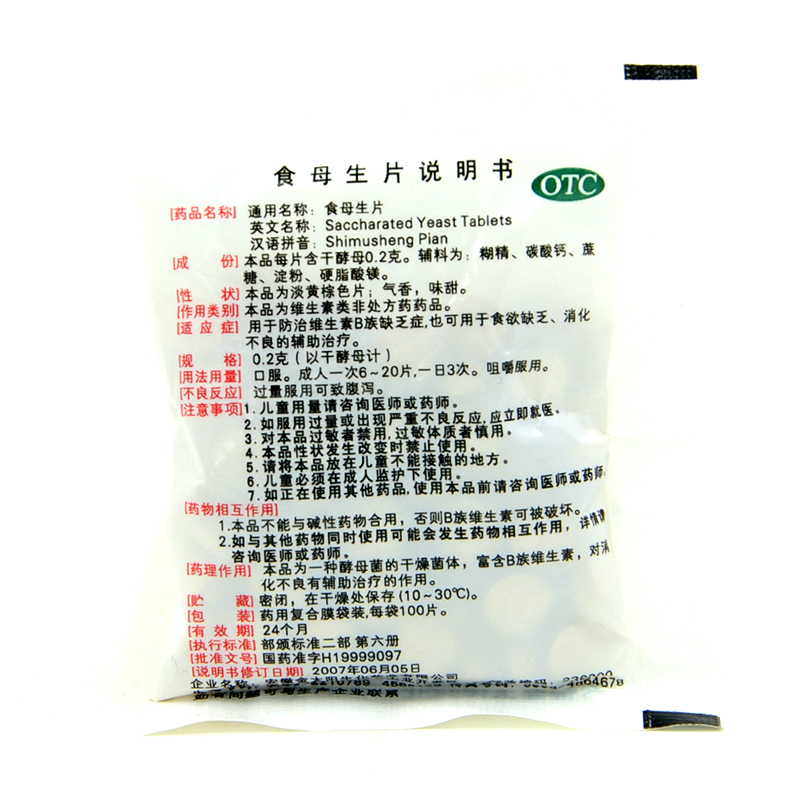 食母生片说明书
OTC
[药品名称] 通用名称：食母生片
英文名称：Saccharated Yeast Tablets
汉语拼音：Shimusheng Pian
[成 份] 本品每片含干酵母0.2克。辅料为：糊精、碳酸钙、蔗
糖、淀粉、硬脂酸镁。
[性 状] 本品为淡黄棕色片；气香，味甜。
[作用类别] 本品为维生素类非处方药药品。
[适 应 症] 用于防治维生素B族缺乏症,也可用于食欲缺乏、消化
不良的辅助治疗。
[规 格] 0.2克（以干酵母计）
[用法用量] 口服。成人一次6～20片,一日3次。咀嚼服用。
[不良反应] 过量服用可致腹泻。
[注意事项] 1.儿童用量请咨询医师或药师。
2.如服用过量或出现严重不良反应,应立即就医。
3.对本品过敏者禁用,过敏体质者慎用。
4.本品性状发生改变时禁止使用。
5.请将本品放在儿童不能接触的地方。
6.儿童必须在成人监护下使用。
7.如正在使用其他药品,使用本品前请咨询医师或药师,
[药物相互作用]
1.本品不能与碱性药物合用，否则B族维生素可被破坏。
2.如与其他药物同时使用可能会发生药物相互作用，详情请
咨询医师或药师。
[药理作用] 本品为一种酵母菌的干燥菌体，富含B族维生素，对消
化不良有辅助治疗的作用。
[贮 藏] 密闭，在干燥处保存(10～30℃)。
[包 装] 药用复合膜袋装,每袋100片。
[有 效 期] 24个月
[执行标准] 部颁标准二部 第六册
[批准文号] 国药准字H19999097
[说明书修订日期] 2007年06月05日
企业名称：
如有问题可与生产企业联系